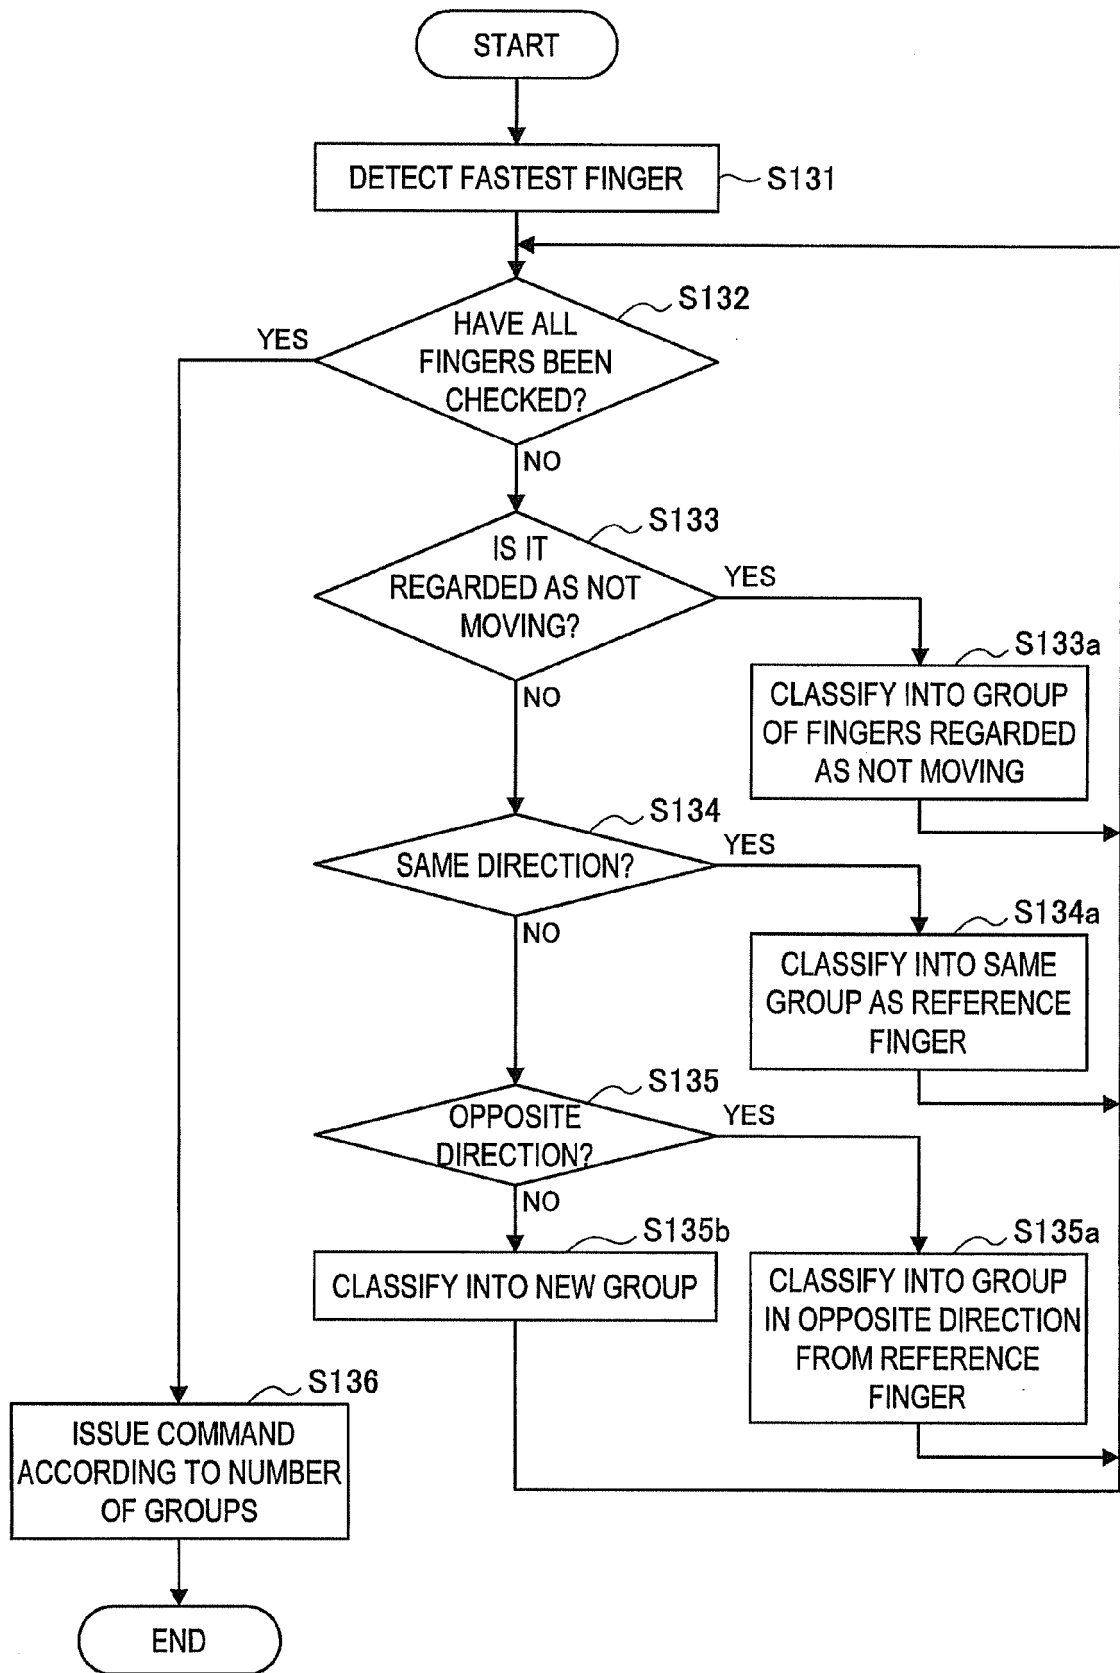 START
DETECT FASTEST FINGER
S131
S132
HAVE ALL
FINGERS BEEN
CHECKED?
YES
NO
S133
IS IT
REGARDED AS NOT
MOVING?
YES
NO
S133a
CLASSIFY INTO GROUP
OF FINGERS REGARDED
AS NOT MOVING
S134
SAME DIRECTION?
YES
NO
S134a
CLASSIFY INTO SAME
GROUP AS REFERENCE
FINGER
S135
OPPOSITE
DIRECTION?
YES
NO
S135b
CLASSIFY INTO NEW GROUP
S135a
CLASSIFY INTO GROUP
IN OPPOSITE DIRECTION
FROM REFERENCE
FINGER
S136
ISSUE COMMAND
ACCORDING TO NUMBER
OF GROUPS
END